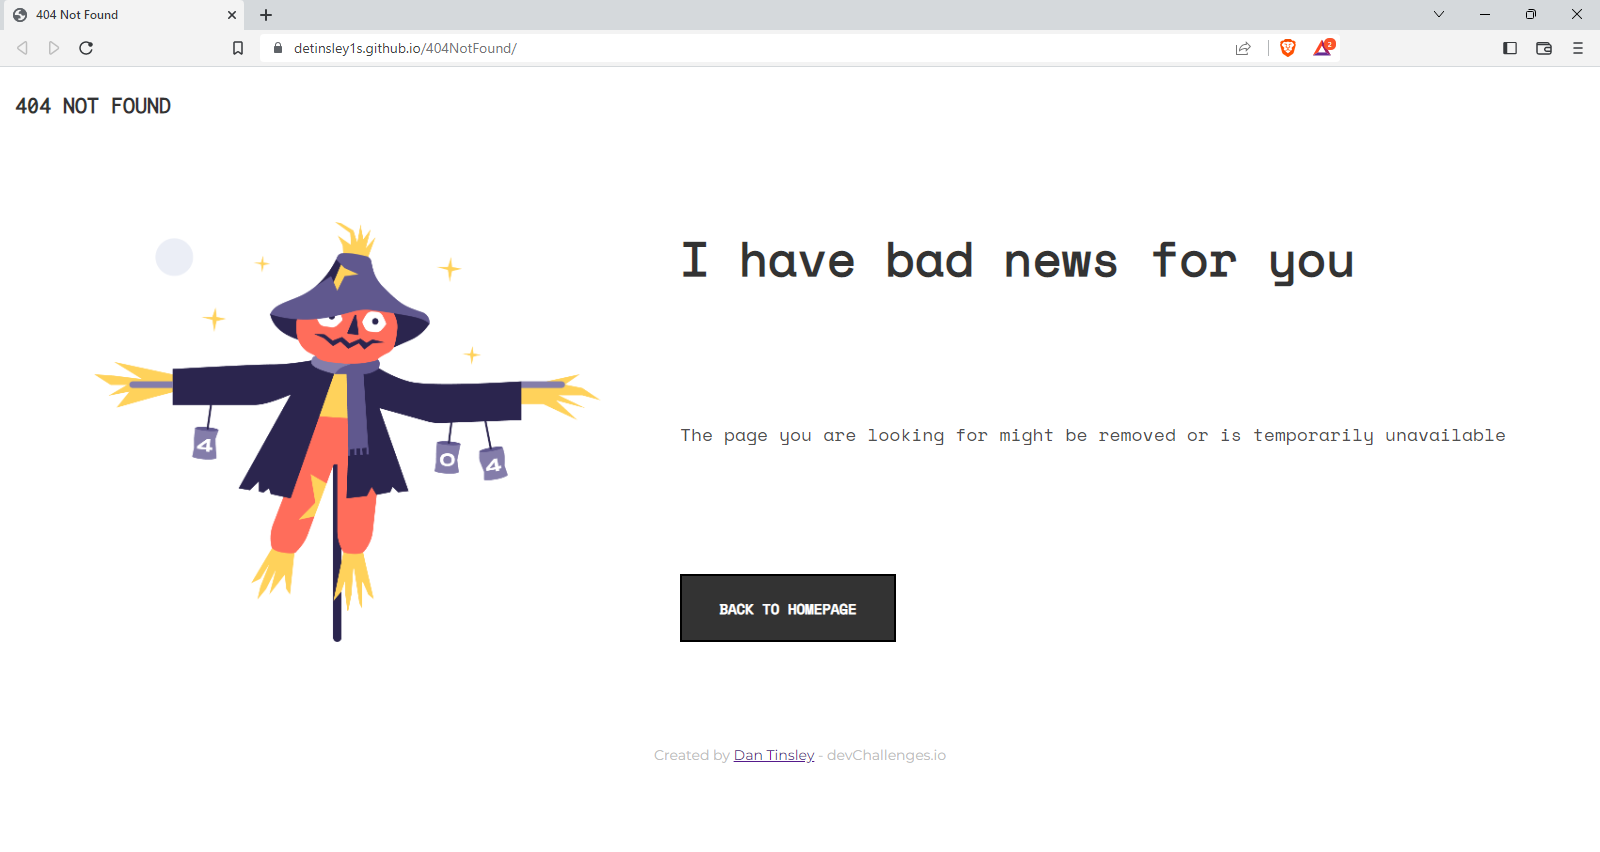 404 Not Found
detinsley1s.github.io/404NotFound/
2
404 NOT FOUND
I have bad news for you
The page you are looking for might be removed or is temporarily unavailable
4
0
4
BACK TO HOMEPAGE
Created by Dan Tinsley - devChallenges.io